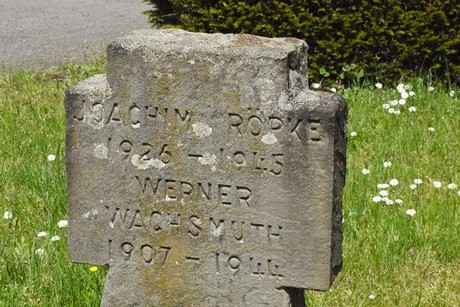 JOACHIM RÖPKE
1926 - 1945
WERNER
WACHSMUTH
1907 - 1944